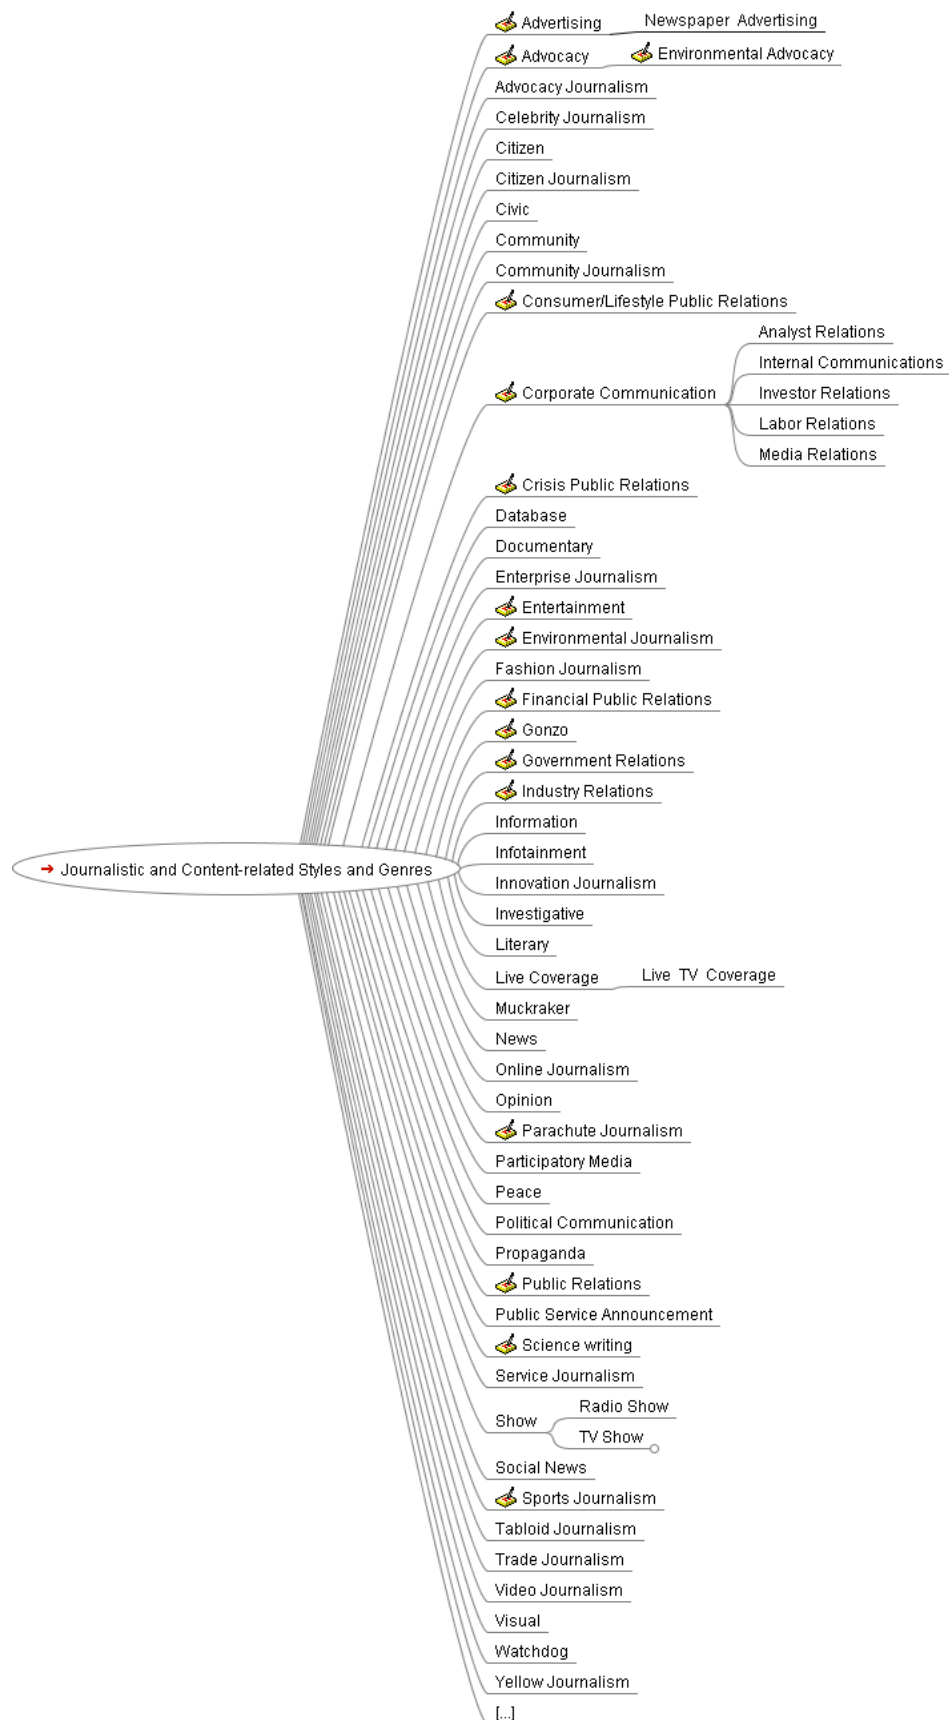 Advertising
Newspaper Advertising
Advocacy
Environmental Advocacy
Advocacy Journalism
Celebrity Journalism
Citizen
Citizen Journalism
Civic
Community
Community Journalism
Consumer/Lifestyle Public Relations
Corporate Communication
Analyst Relations
Internal Communications
Investor Relations
Labor Relations
Media Relations
Crisis Public Relations
Database
Documentary
Enterprise Journalism
Entertainment
Environmental Journalism
Fashion Journalism
Financial Public Relations
Gonzo
Government Relations
Industry Relations
Information
Infotainment
Journalistic and Content-related Styles and Genres
Innovation Journalism
Investigative
Literary
Live Coverage
Live TV Coverage
Muckraker
News
Online Journalism
Opinion
Parachute Journalism
Participatory Media
Peace
Political Communication
Propaganda
Public Relations
Public Service Announcement
Science writing
Service Journalism
Show
Radio Show
TV Show
Social News
Sports Journalism
Tabloid Journalism
Trade Journalism
Video Journalism
Visual
Watchdog
Yellow Journalism
[...]